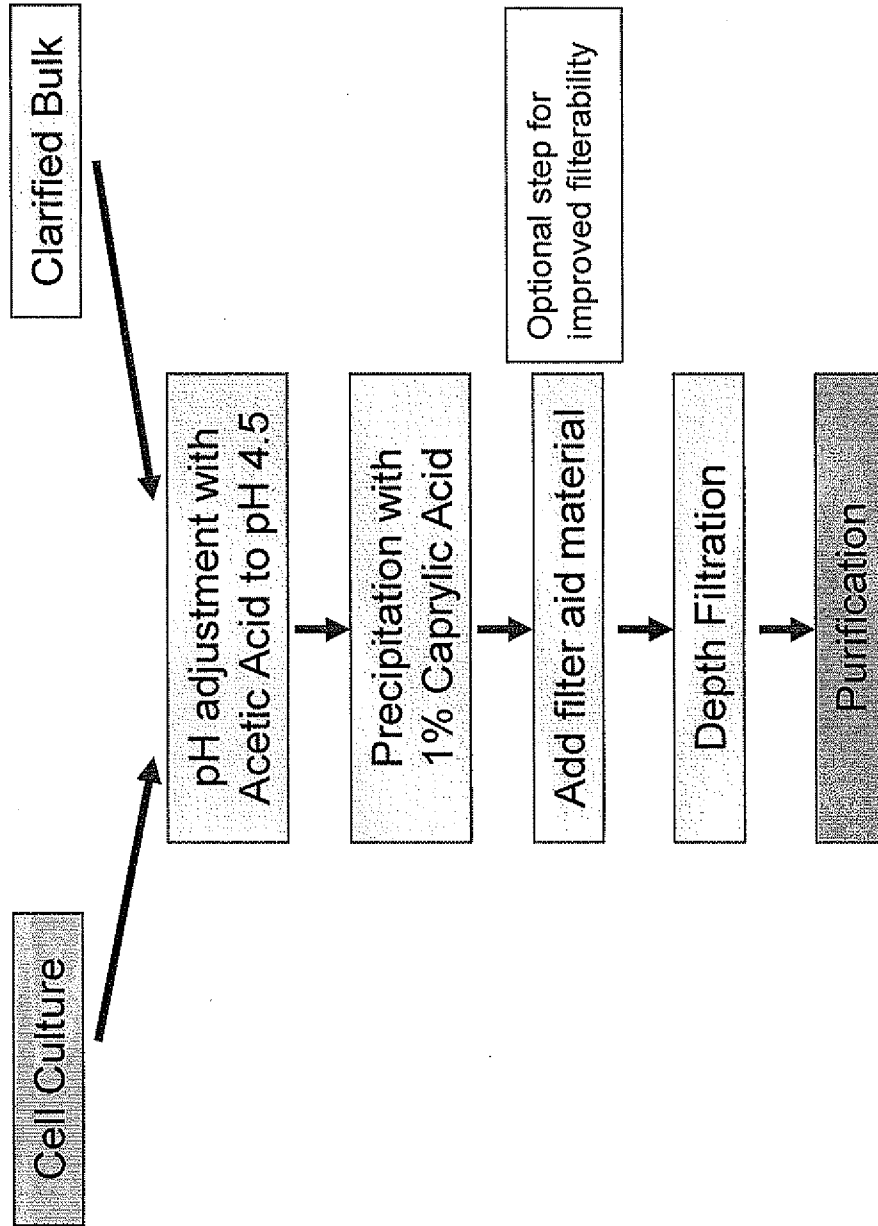 Cell Culture
Clarified Bulk
pH adjustment with
Acetic Acid to pH 4.5
Precipitation with
1% Caprylic Acid
Add filter aid material
Optional step for
improved filterability
Depth Filtration
Purification